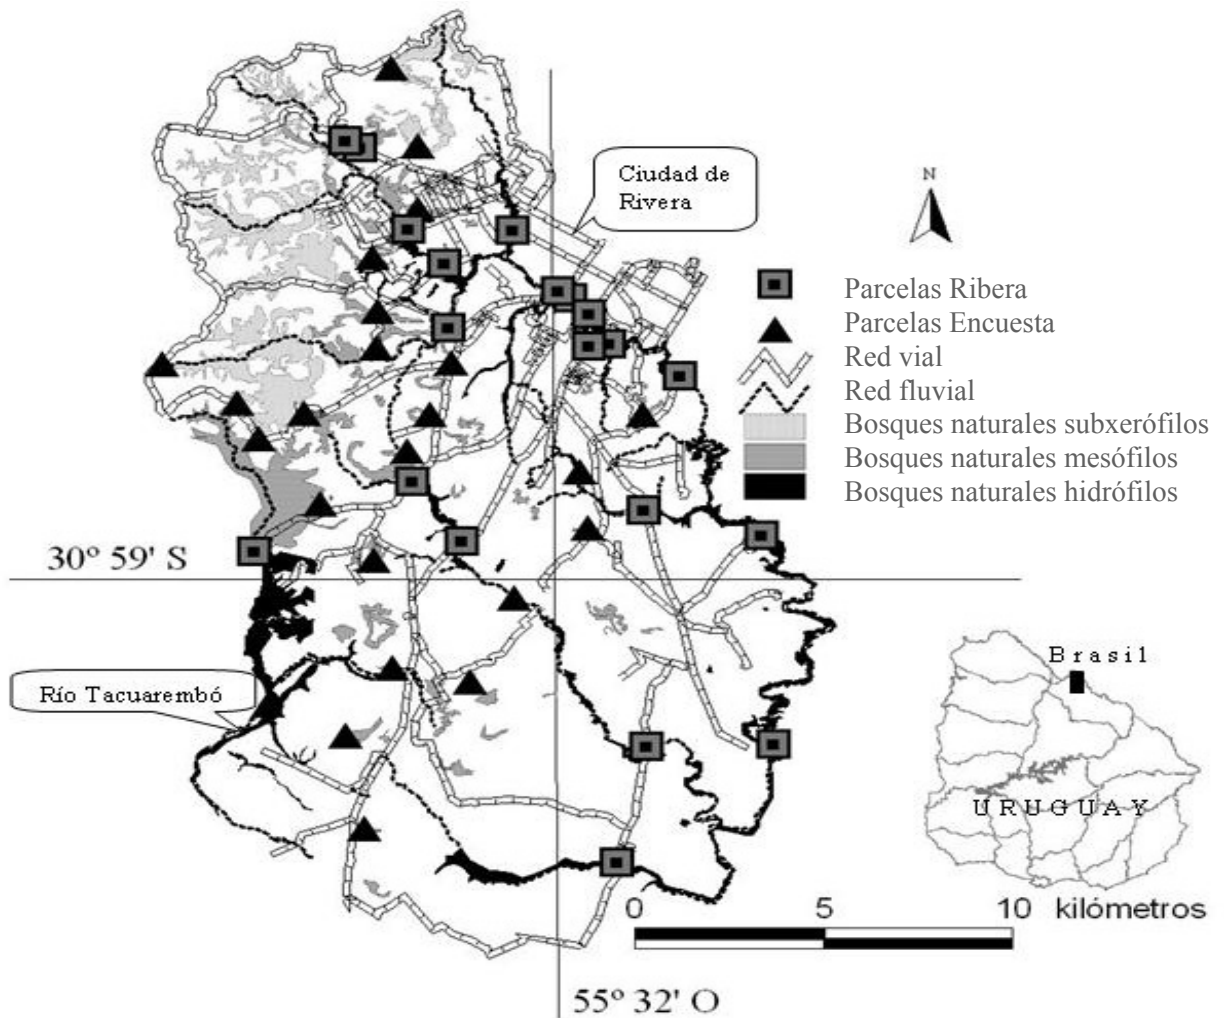 Ciudad de
Rivera
N
Parcelas Ribera
Parcelas Encuesta
Red vial
Red fluvial
Bosques naturales subxerófilos
Bosques naturales mesófilos
Bosques naturales hidrófilos
30º 59' S
Río Tacuarembó
Brasil
URUGUAY
0 5 10 kilómetros
55º 32' O